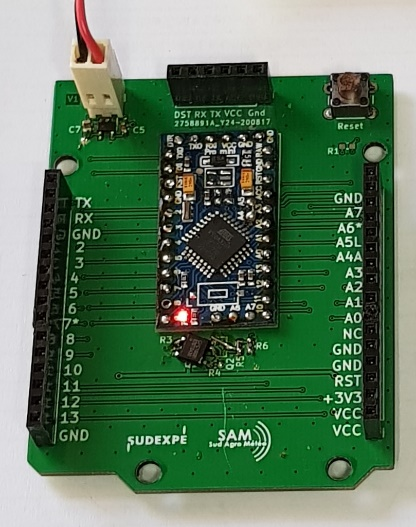 V1
C7
C5
DST RX TX VCC Gnd
2758891A_Y24-200817
Reset
R1
Pro mini
TX
RX
GND
2
3
4
5
6
7*
8
9
10
11
12
13
GND
GND
A7
A6*
A5L
A4A
A3
A2
A1
A0
NC
GND
GND
RST
+3V3
VCC
VCC
R3
R4
Q2
R5
R6
SUDEXPE
SAM
Sud Agro Météo